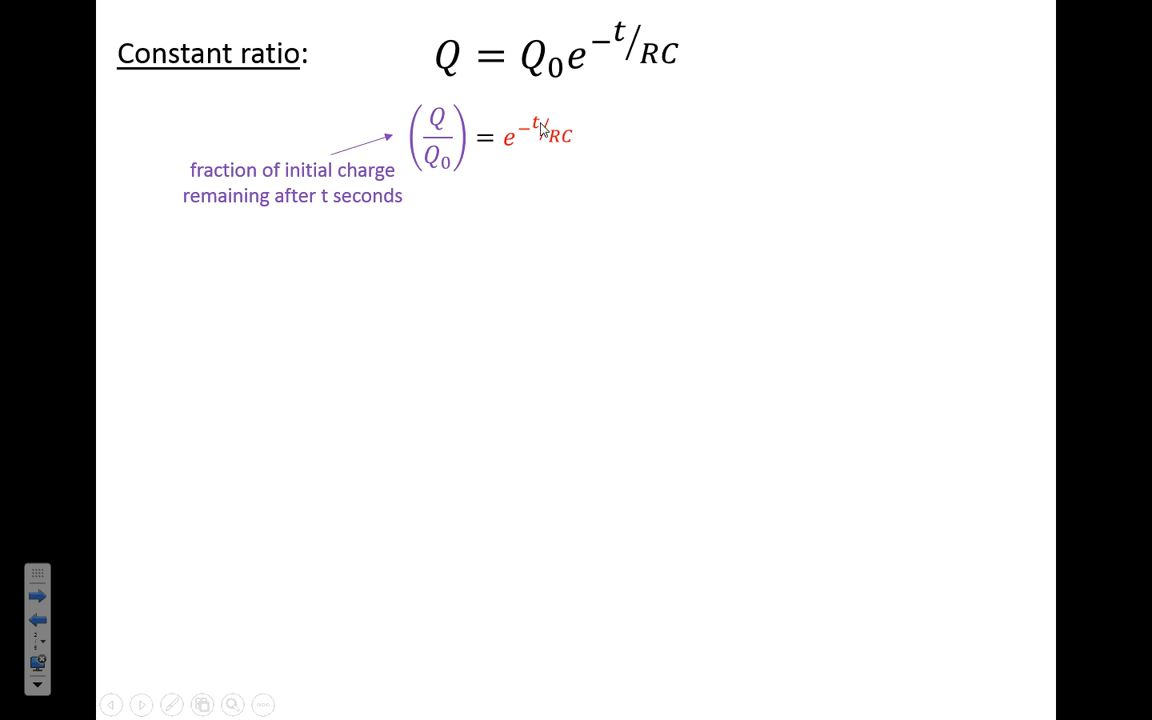 Constant ratio: Q = Q₀e^(−t/RC)
(Q/Q₀) = e^(−t/RC)
fraction of initial charge
remaining after t seconds